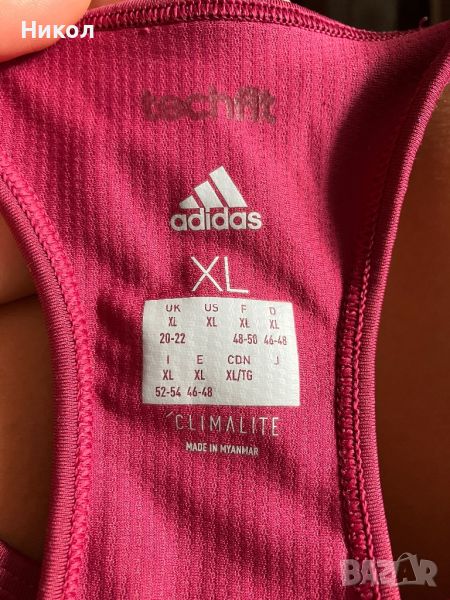 Никол
techfit
adidas
XL
UK US F D
XL XL XL XL
20-22 48-50 46-48
I E CDN J
XL XL XL/TG
52-54 46-48
CLIMALITE
MADE IN MYANMAR
BAZAR